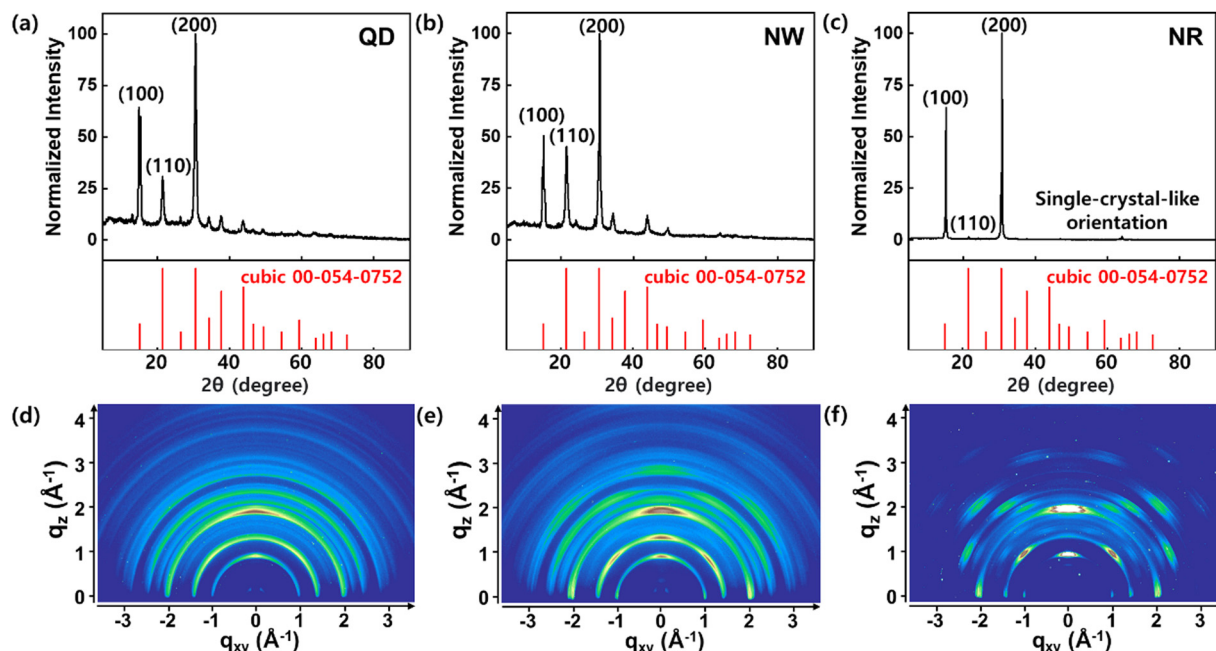 (a)
QD
(100)
(110)
(200)
Normalized Intensity
100
75
50
25
0
cubic 00-054-0752
20 40 60 80
2θ (degree)
(b)
NW
(100)
(110)
(200)
Normalized Intensity
100
75
50
25
0
cubic 00-054-0752
20 40 60 80
2θ (degree)
(c)
NR
(100)
(110)
(200)
Single-crystal-like
orientation
Normalized Intensity
100
75
50
25
0
cubic 00-054-0752
20 40 60 80
2θ (degree)
(d)
qz (Å-1)
4
3
2
1
0
-3 -2 -1 0 1 2 3
qxy (Å-1)
(e)
qz (Å-1)
4
3
2
1
0
-3 -2 -1 0 1 2 3
qxy (Å-1)
(f)
qz (Å-1)
4
3
2
1
0
-3 -2 -1 0 1 2 3
qxy (Å-1)